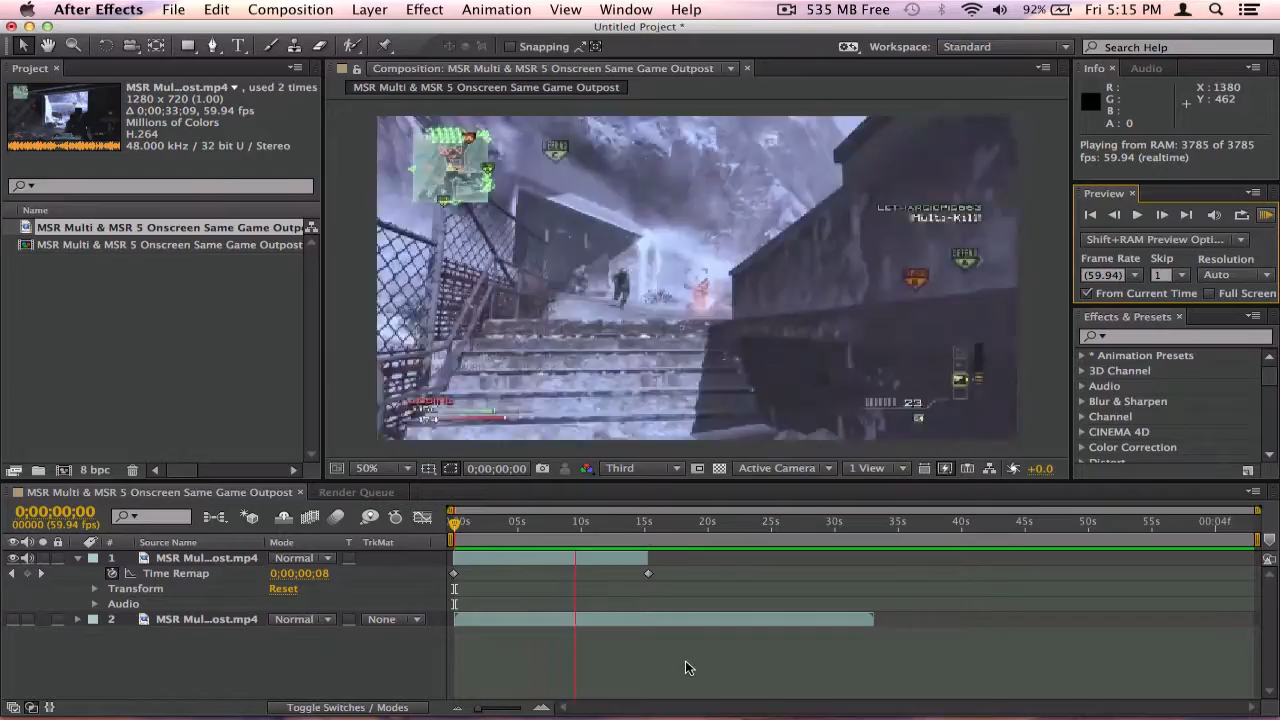 After Effects File Edit Composition Layer Effect Animation View Window Help 535 MB Free 92% Fri 5:15 PM
Untitled Project *
Snapping Workspace: Standard Search Help
Project
MSR Mul...ost.mp4 , used 2 times
1280 x 720 (1.00)
Δ 0;00;33;09, 59.94 fps
Millions of Colors
H.264
48.000 kHz / 32 bit U / Stereo
Name
MSR Multi & MSR 5 Onscreen Same Game Outp
MSR Multi & MSR 5 Onscreen Same Game Outpost
8 bpc
Composition: MSR Multi & MSR 5 Onscreen Same Game Outpost
MSR Multi & MSR 5 Onscreen Same Game Outpost
Multi-Kill!
23
50% 0;00;00;00 Third Active Camera 1 View +0.0
Info Audio
R : X : 1380
G : Y : 462
B :
A : 0
Playing from RAM: 3785 of 3785
fps: 59.94 (realtime)
Preview
Shift+RAM Preview Opti...
Frame Rate Skip Resolution
(59.94) 1 Auto
From Current Time Full Screen
Effects & Presets
* Animation Presets
3D Channel
Audio
Blur & Sharpen
Channel
CINEMA 4D
Color Correction
Distort
MSR Multi & MSR 5 Onscreen Same Game Outpost Render Queue
0;00;00;00
00000 (59.94 fps)
05s 10s 15s 20s 25s 30s 35s 40s 45s 50s 55s 00:04f
# Source Name Mode T TrkMat
1 MSR Mul...ost.mp4 Normal
Time Remap 0;00;00;08
Transform Reset
Audio
2 MSR Mul...ost.mp4 Normal None
Toggle Switches / Modes